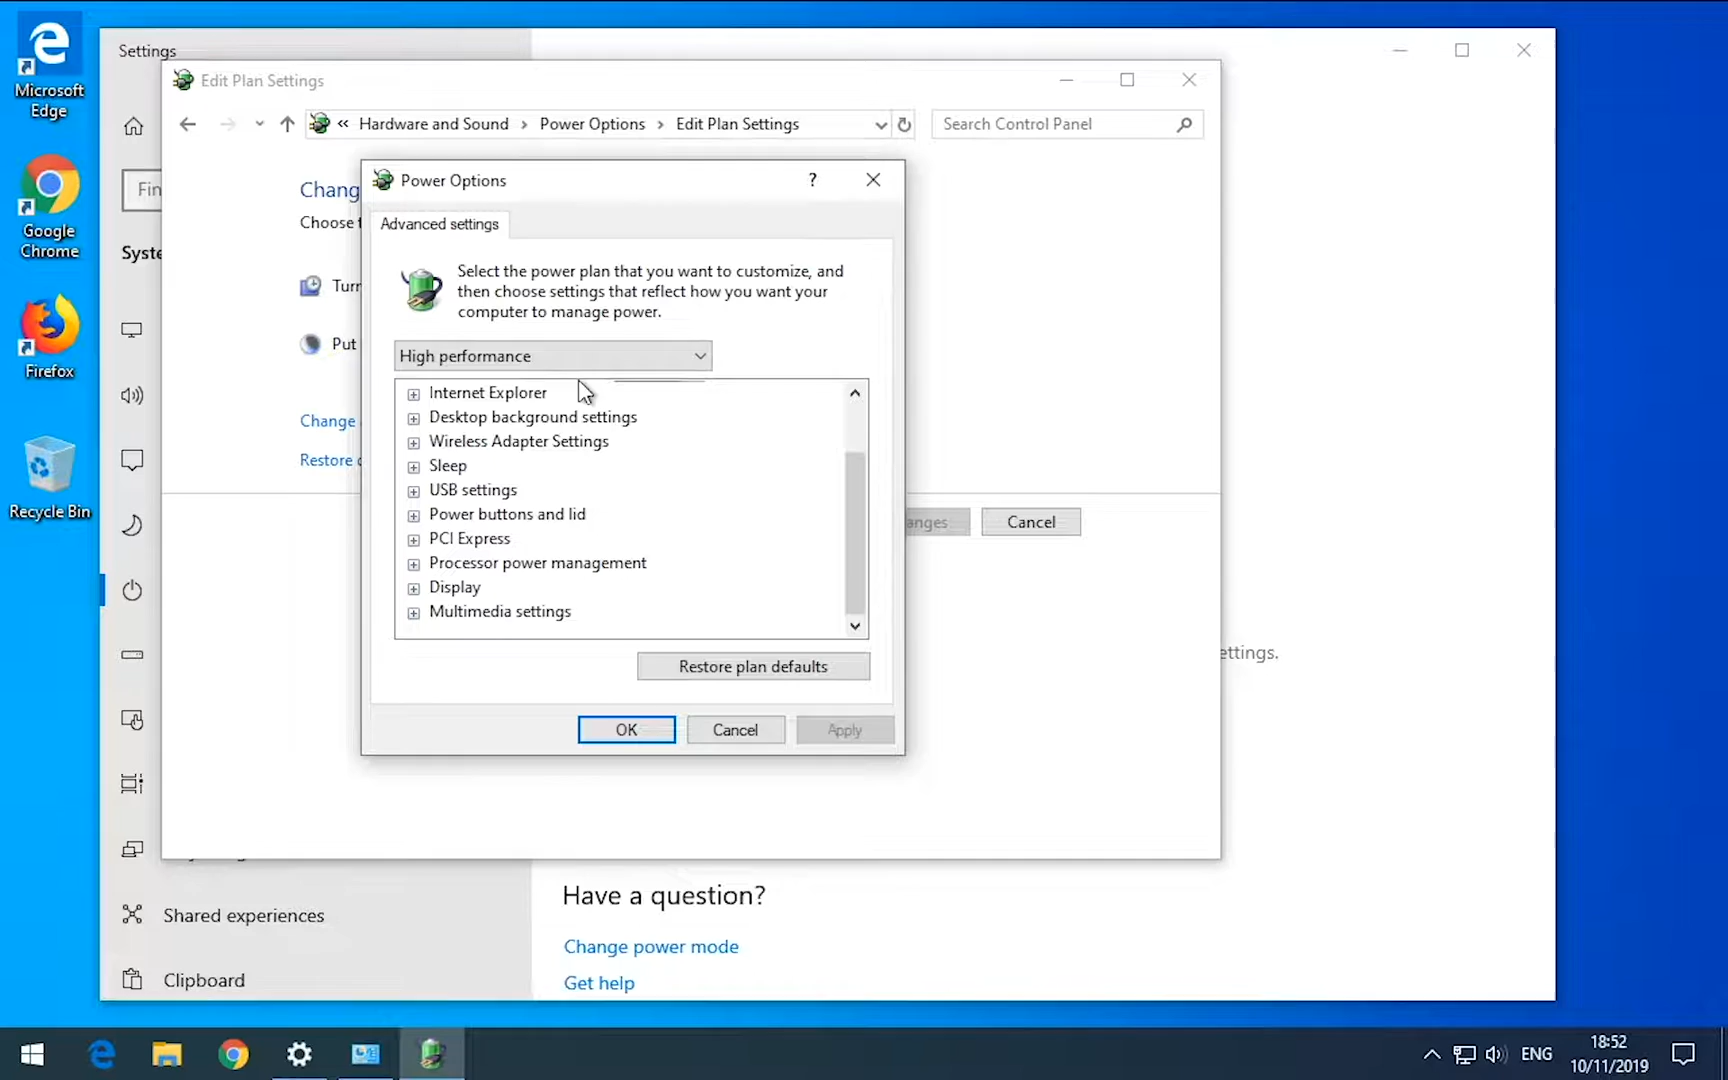 Microsoft
Edge
Google
Chrome
Firefox
Recycle Bin
Settings
Edit Plan Settings
« Hardware and Sound › Power Options › Edit Plan Settings
Search Control Panel
Fin
Syste
Chang
Choose t
Turn
Put
Change
Restore
Power Options
?
Advanced settings
Select the power plan that you want to customize, and
then choose settings that reflect how you want your
computer to manage power.
High performance
Internet Explorer
Desktop background settings
Wireless Adapter Settings
Sleep
USB settings
Power buttons and lid
PCI Express
Processor power management
Display
Multimedia settings
Restore plan defaults
OK
Cancel
Apply
anges
Cancel
ettings.
Shared experiences
Clipboard
Have a question?
Change power mode
Get help
ENG
18:52
10/11/2019